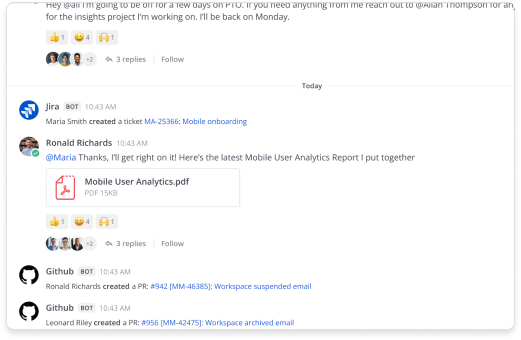 Hey @all I'm going to be off for a few days on PTO. If you need anything from me reach out to @Allan Thompson for an
for the insights project I'm working on. I'll be back on Monday.
👍 1 😀 4 🙌 1
+2 3 replies Follow
Today
Jira BOT 10:43 AM
Maria Smith created a ticket MA-25366: Mobile onboarding
Ronald Richards 10:43 AM
@Maria Thanks, I'll get right on it! Here's the latest Mobile User Analytics Report I put together
Mobile User Analytics.pdf
PDF 15KB
👍 1 😀 4 🙌 1
+2 3 replies Follow
Github BOT 10:43 AM
Ronald Richards created a PR: #942 [MM-46385]: Workspace suspended email
Github BOT 10:43 AM
Leonard Riley created a PR: #956 [MM-42475]: Workspace archived email